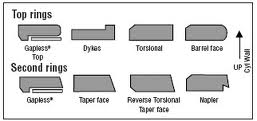 Top rings
Gapless®
Top
Dykes
Torsional
Barrel face
Cyl Wall
UP
Second rings
Gapless®
Taper face
Reverse Torsional
Taper face
Napier